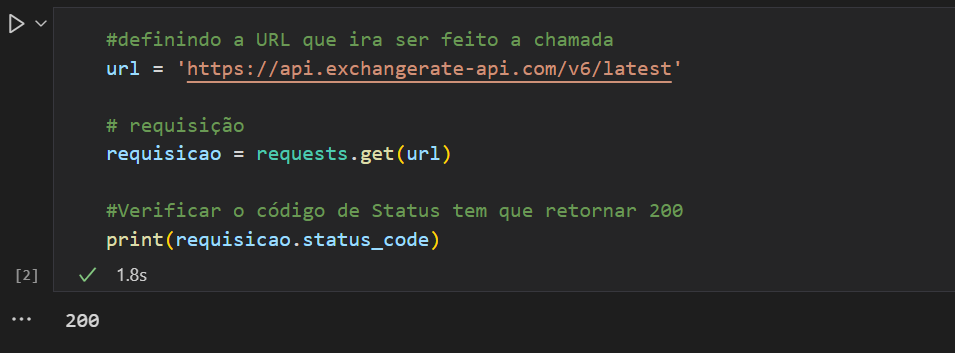 #definindo a URL que ira ser feito a chamada
url = 'https://api.exchangerate-api.com/v6/latest'
# requisição
requisicao = requests.get(url)
#Verificar o código de Status tem que retornar 200
print(requisicao.status_code)
[2] 1.8s
... 200